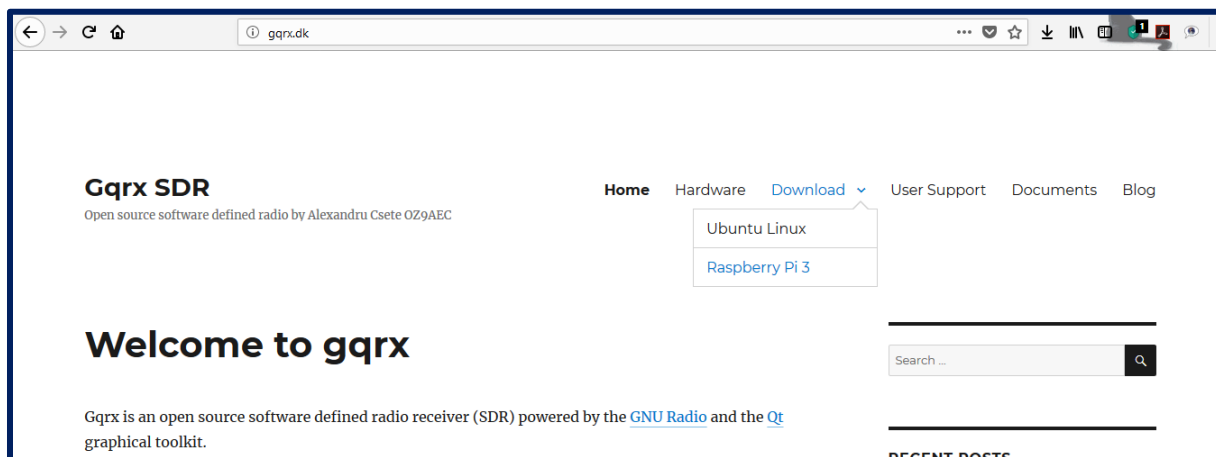 gqrx.dk
1
Gqrx SDR
Open source software defined radio by Alexandru Csete OZ9AEC
Home Hardware Download User Support Documents Blog
Ubuntu Linux
Raspberry Pi 3
Welcome to gqrx
Search ...
Gqrx is an open source software defined radio receiver (SDR) powered by the GNU Radio and the Qt
graphical toolkit.
RECENT POSTS